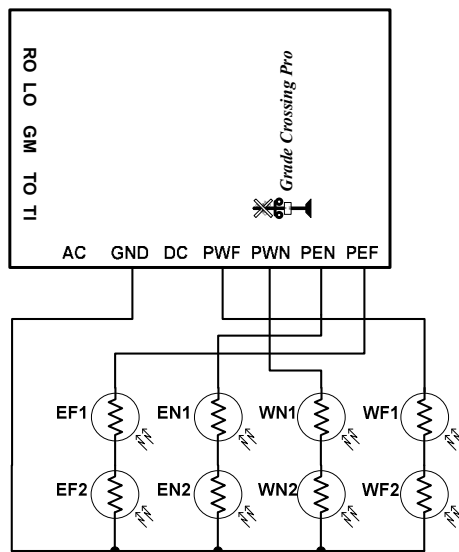 RO LO GM TO TI
Grade Crossing Pro
AC GND DC PWF PWN PEN PEF
EF1 EN1 WN1 WF1
EF2 EN2 WN2 WF2